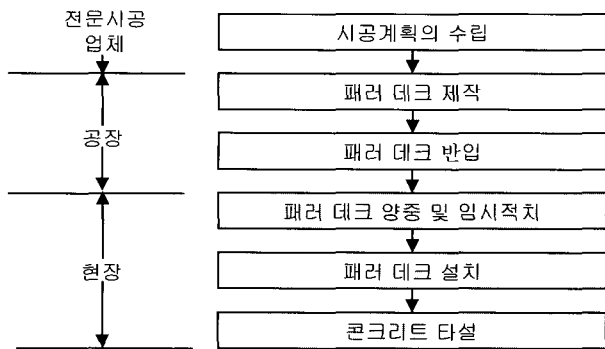 전문시공
업체
공장
현장
시공계획의 수립
패러 데크 제작
패러 데크 반입
패러 데크 양중 및 임시적치
패러 데크 설치
콘크리트 타설